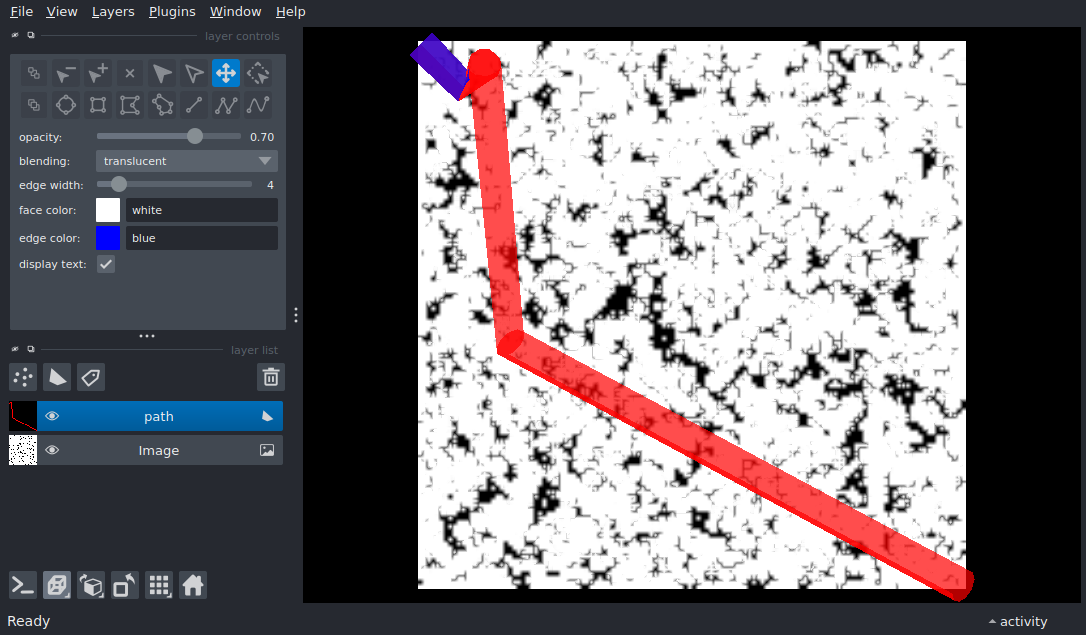 File View Layers Plugins Window Help
layer controls
opacity: 0.70
blending: translucent
edge width: 4
face color: white
edge color: blue
display text:
layer list
path
Image
Ready
activity